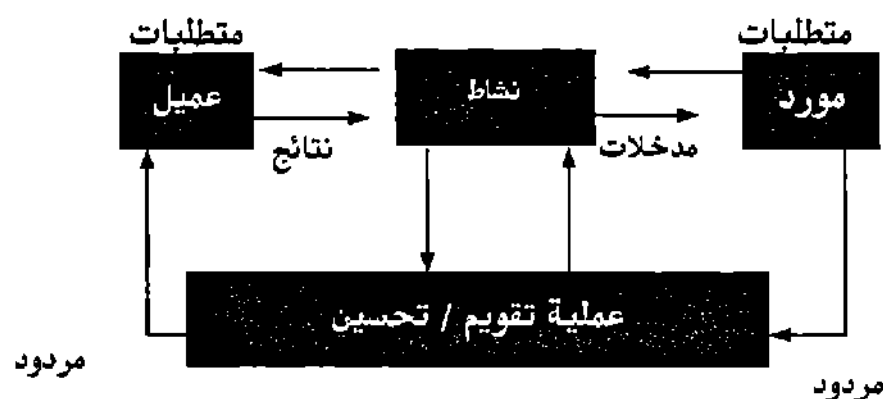 متطلبات
متطلبات
مورد
نشاط
عميل
مدخلات
نتائج
عملية تقويم / تحسين
مردود
مردود